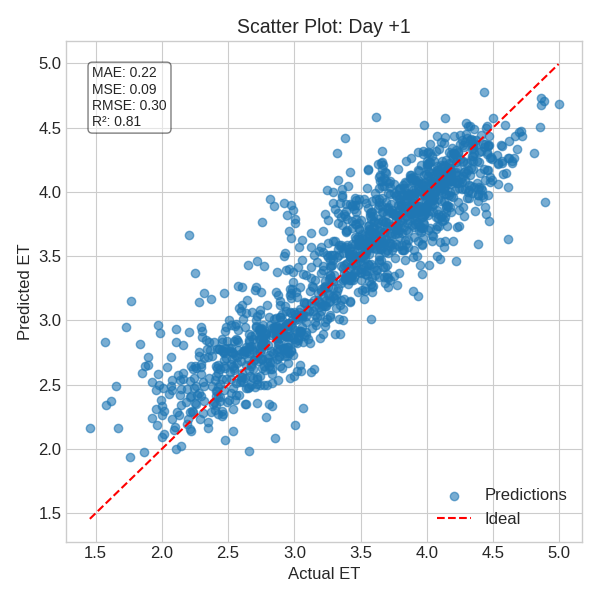 Scatter Plot: Day +1
MAE: 0.22
MSE: 0.09
RMSE: 0.30
R²: 0.81
5.0
4.5
4.0
3.5
3.0
2.5
2.0
1.5
Predicted ET
Predictions
Ideal
1.5 2.0 2.5 3.0 3.5 4.0 4.5 5.0
Actual ET